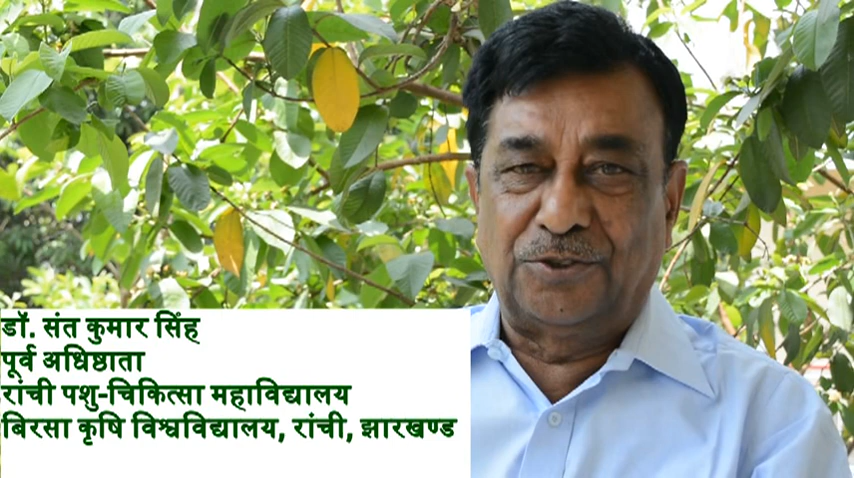 डॉ. संत कुमार सिंह
पूर्व अधिष्ठाता
रांची पशु-चिकित्सा महाविद्यालय
बिरसा कृषि विश्वविद्यालय, रांची, झारखण्ड